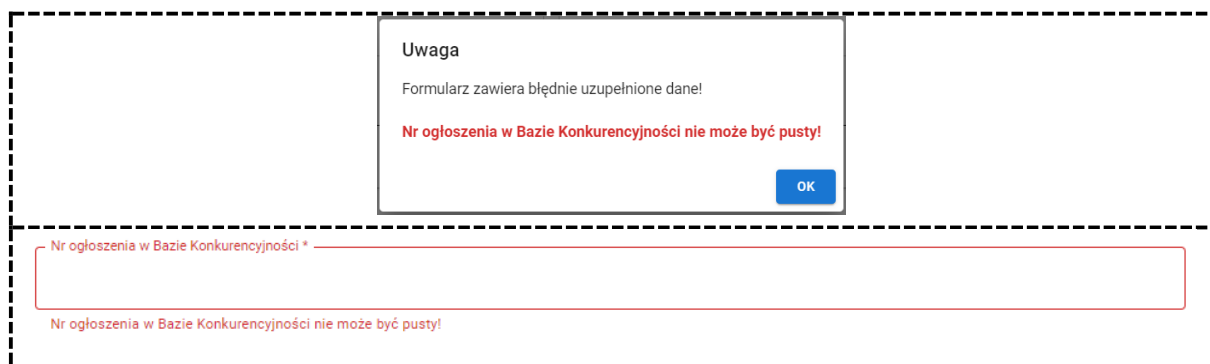 Uwaga
Formularz zawiera błędnie uzupełnione dane!
Nr ogłoszenia w Bazie Konkurencyjności nie może być pusty!
OK
Nr ogłoszenia w Bazie Konkurencyjności *
Nr ogłoszenia w Bazie Konkurencyjności nie może być pusty!